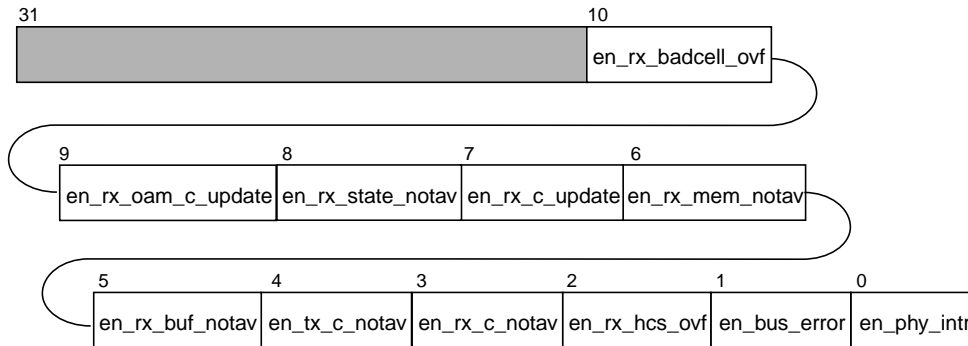 31 10
en_rx_badcell_ovf
9 8 7 6
en_rx_oam_c_update en_rx_state_notav en_rx_c_update en_rx_mem_notav
5 4 3 2 1 0
en_rx_buf_notav en_tx_c_notav en_rx_c_notav en_rx_hcs_ovf en_bus_error en_phy_intr